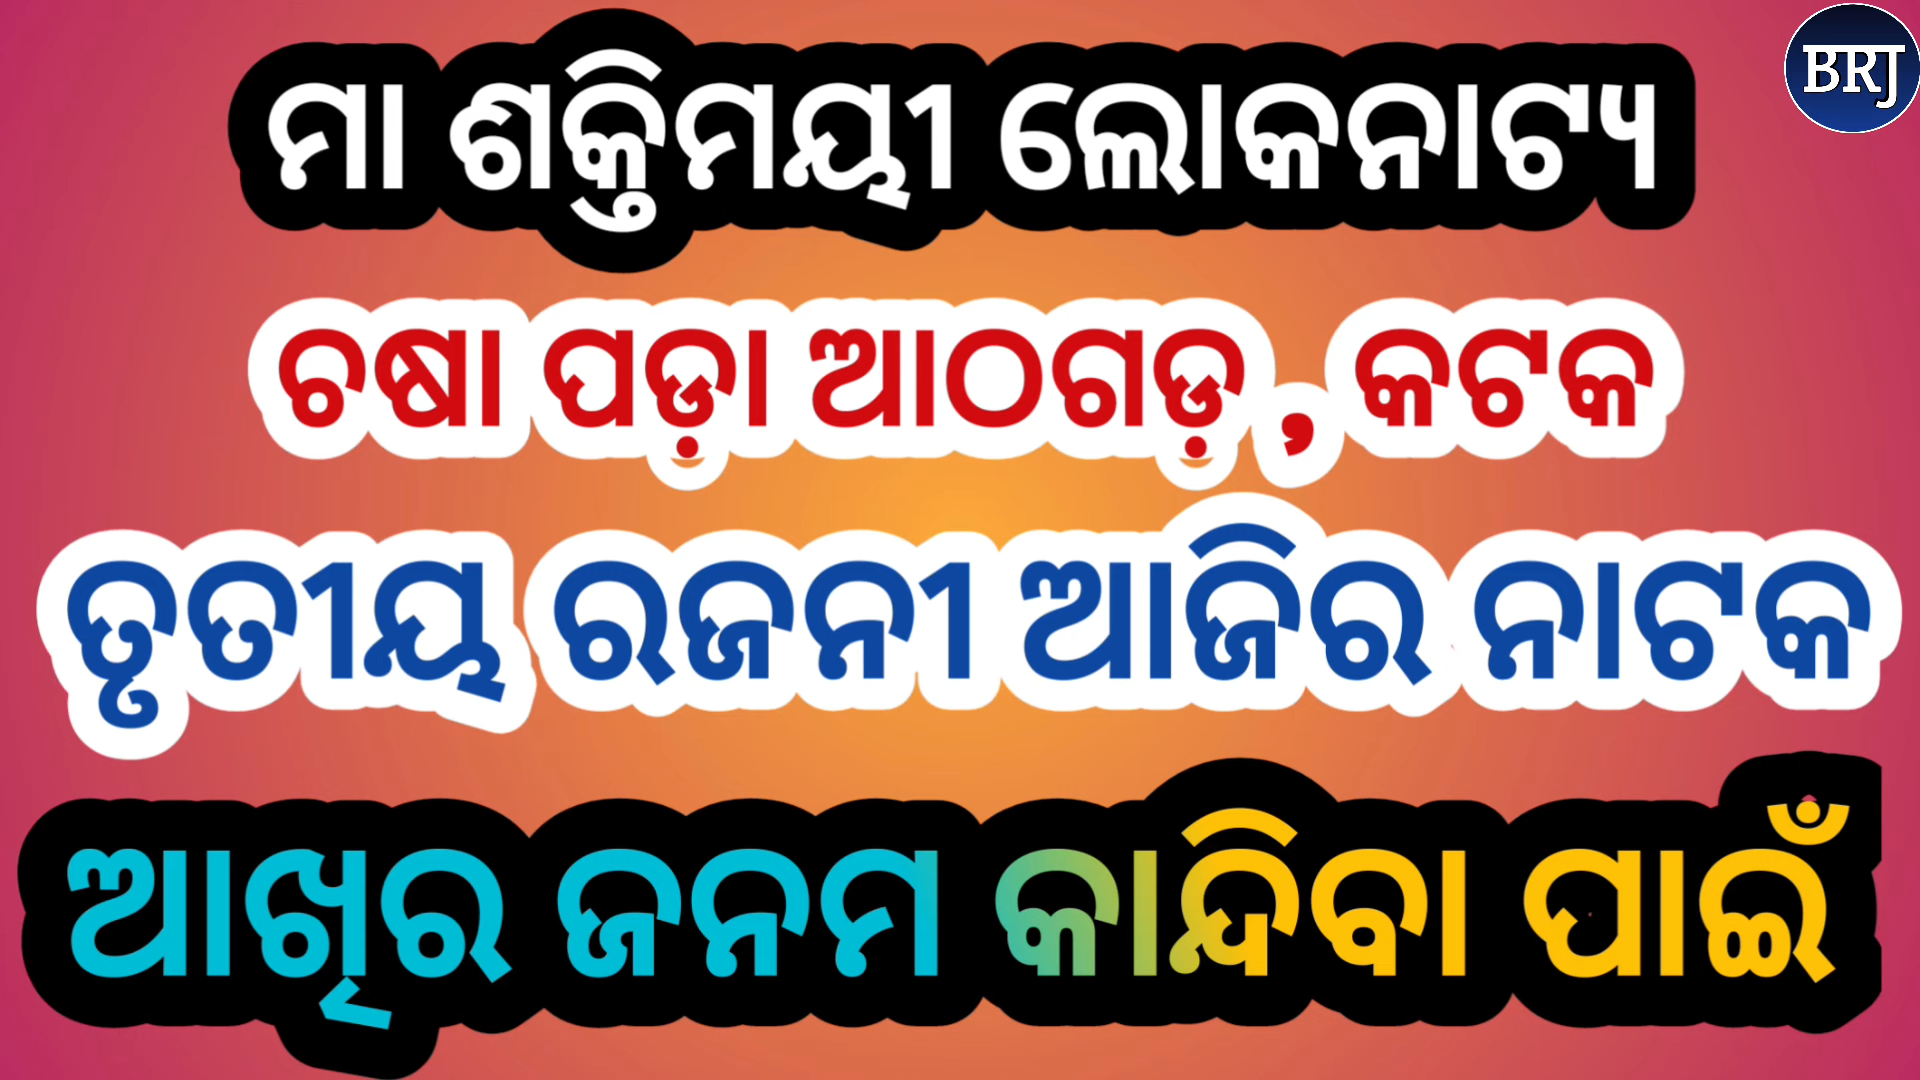 BRJ
ମା ଶକ୍ତିମୟୀ ଲୋକନାଟ୍ୟ
ଚଷା ପଡ଼ା ଆଠଗଡ଼ , କଟକ
ତୃତୀୟ ରଜନୀ ଆଜିର ନାଟକ
ଆଖିର ଜନମ କାନ୍ଦିବା ପାଇଁ